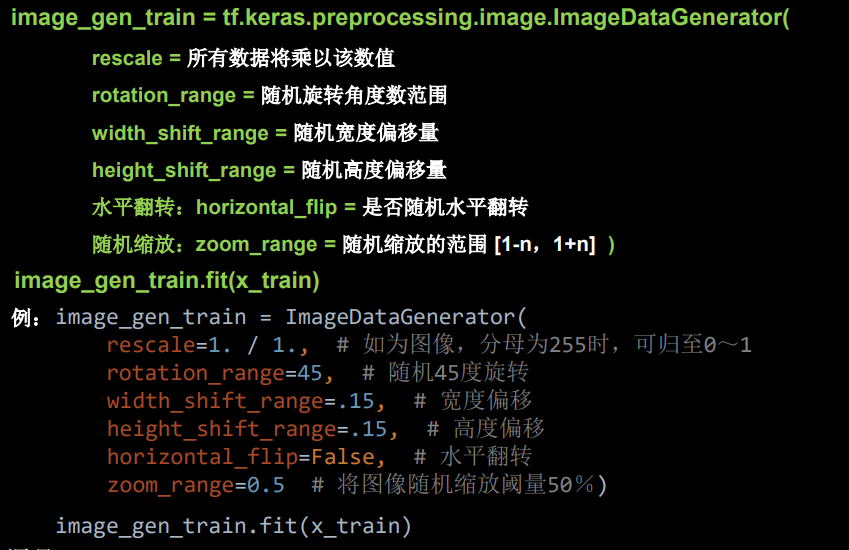 image_gen_train = tf.keras.preprocessing.image.ImageDataGenerator(
rescale = 所有数据将乘以该数值
rotation_range = 随机旋转角度数范围
width_shift_range = 随机宽度偏移量
height_shift_range = 随机高度偏移量
水平翻转：horizontal_flip = 是否随机水平翻转
随机缩放：zoom_range = 随机缩放的范围 [1-n，1+n] )
image_gen_train.fit(x_train)
例：image_gen_train = ImageDataGenerator(
rescale=1. / 1., # 如为图像，分母为255时，可归至0～1
rotation_range=45, # 随机45度旋转
width_shift_range=.15, # 宽度偏移
height_shift_range=.15, # 高度偏移
horizontal_flip=False, # 水平翻转
zoom_range=0.5 # 将图像随机缩放阈量50％)
image_gen_train.fit(x_train)